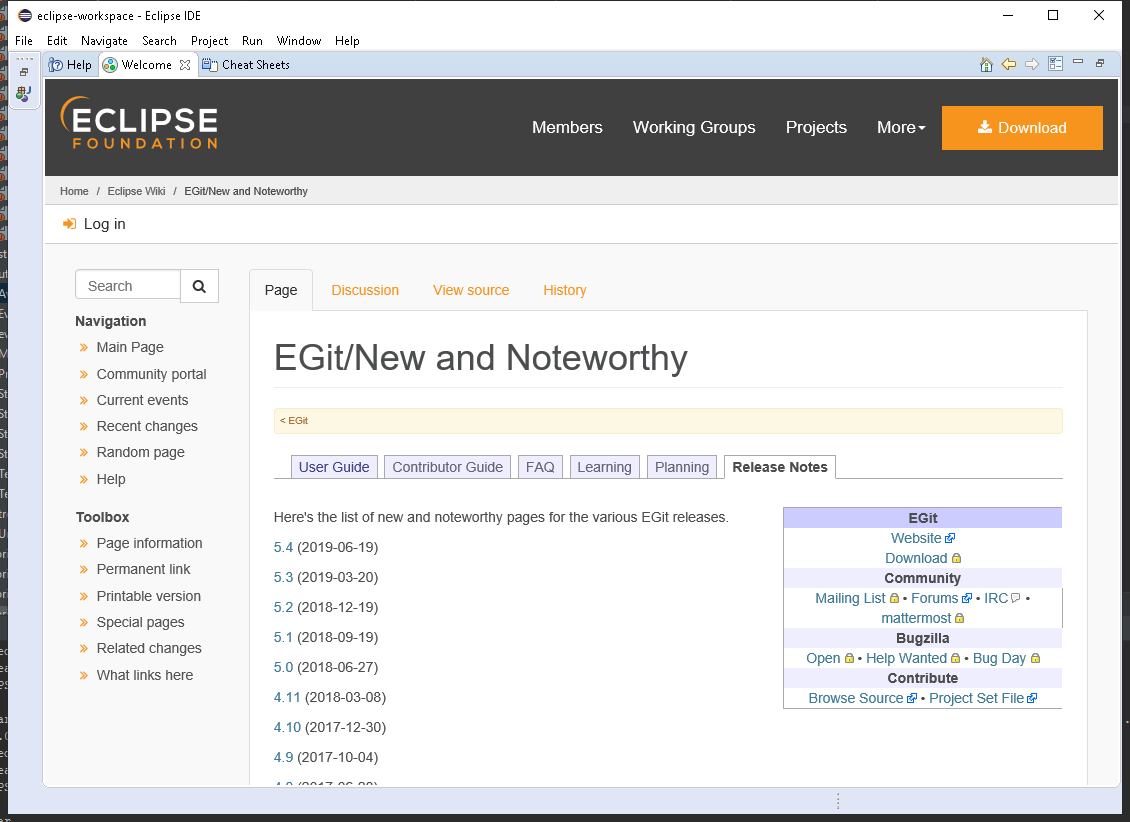 eclipse-workspace - Eclipse IDE
File Edit Navigate Search Project Run Window Help
Help Welcome Cheat Sheets
ECLIPSE
FOUNDATION
Members Working Groups Projects More Download
Home / Eclipse Wiki / EGit/New and Noteworthy
Log in
Search
Navigation
Main Page
Community portal
Current events
Recent changes
Random page
Help
Toolbox
Page information
Permanent link
Printable version
Special pages
Related changes
What links here
Page Discussion View source History
EGit/New and Noteworthy
< EGit
User Guide Contributor Guide FAQ Learning Planning Release Notes
Here's the list of new and noteworthy pages for the various EGit releases.
5.4 (2019-06-19)
5.3 (2019-03-20)
5.2 (2018-12-19)
5.1 (2018-09-19)
5.0 (2018-06-27)
4.11 (2018-03-08)
4.10 (2017-12-30)
4.9 (2017-10-04)
EGit
Website
Download
Community
Mailing List • Forums • IRC •
mattermost
Bugzilla
Open • Help Wanted • Bug Day
Contribute
Browse Source • Project Set File